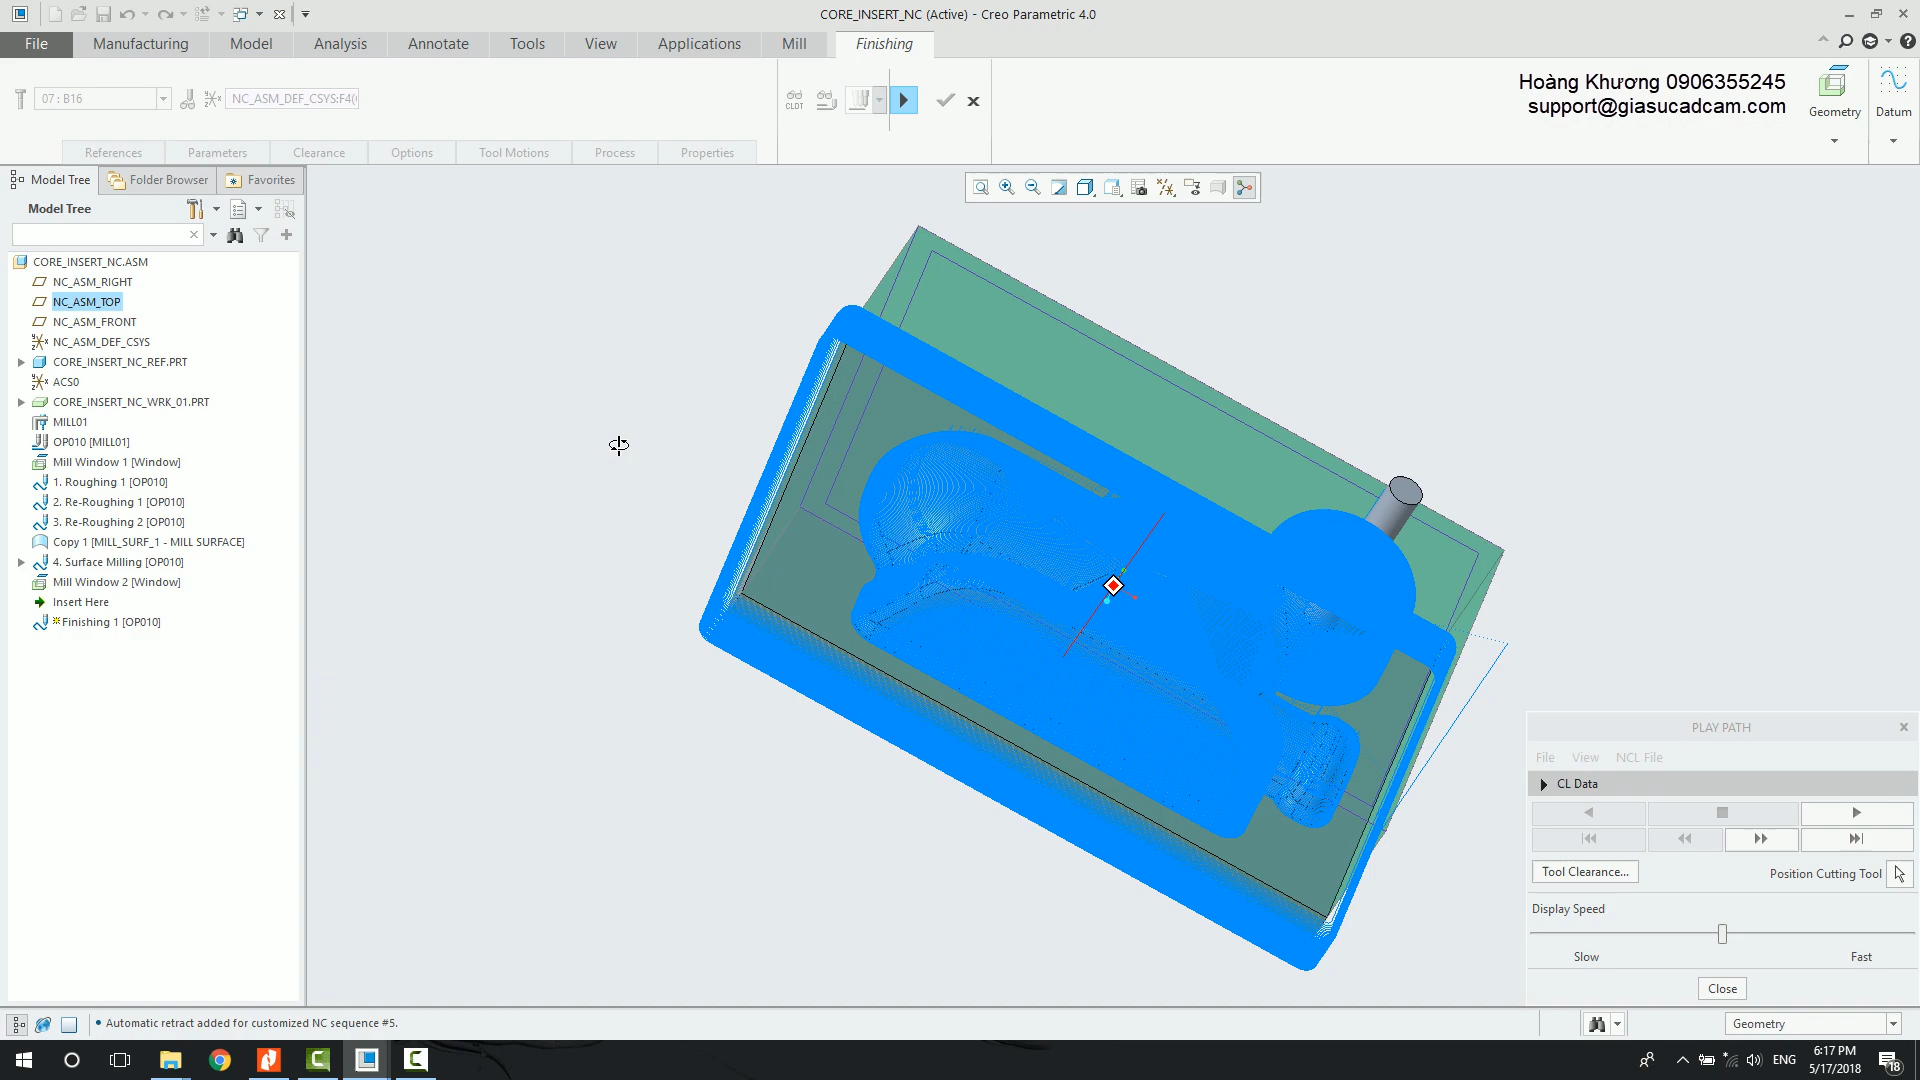 CORE_INSERT_NC (Active) - Creo Parametric 4.0
File
Manufacturing
Model
Analysis
Annotate
Tools
View
Applications
Mill
Finishing
07 : B16
NC_ASM_DEF_CSYS:F4(
CLDT
Hoàng Khương 0906355245
support@giasucadcam.com
Geometry
Datum
References
Parameters
Clearance
Options
Tool Motions
Process
Properties
Model Tree
Folder Browser
Favorites
Model Tree
CORE_INSERT_NC.ASM
NC_ASM_RIGHT
NC_ASM_TOP
NC_ASM_FRONT
NC_ASM_DEF_CSYS
CORE_INSERT_NC_REF.PRT
ACS0
CORE_INSERT_NC_WRK_01.PRT
MILL01
OP010 [MILL01]
Mill Window 1 [Window]
1. Roughing 1 [OP010]
2. Re-Roughing 1 [OP010]
3. Re-Roughing 2 [OP010]
Copy 1 [MILL_SURF_1 - MILL SURFACE]
4. Surface Milling [OP010]
Mill Window 2 [Window]
Insert Here
Finishing 1 [OP010]
PLAY PATH
File View NCL File
CL Data
Tool Clearance...
Position Cutting Tool
Display Speed
Slow
Fast
Close
• Automatic retract added for customized NC sequence #5.
Geometry
ENG
6:17 PM
5/17/2018
18